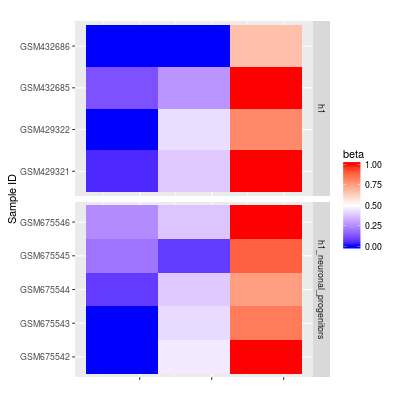 GSM432686
GSM432685
GSM429322
GSM429321
h1
GSM675546
GSM675545
GSM675544
GSM675543
GSM675542
h1_neuronal_progenitors
Sample ID
beta
1.00
0.75
0.50
0.25
0.00